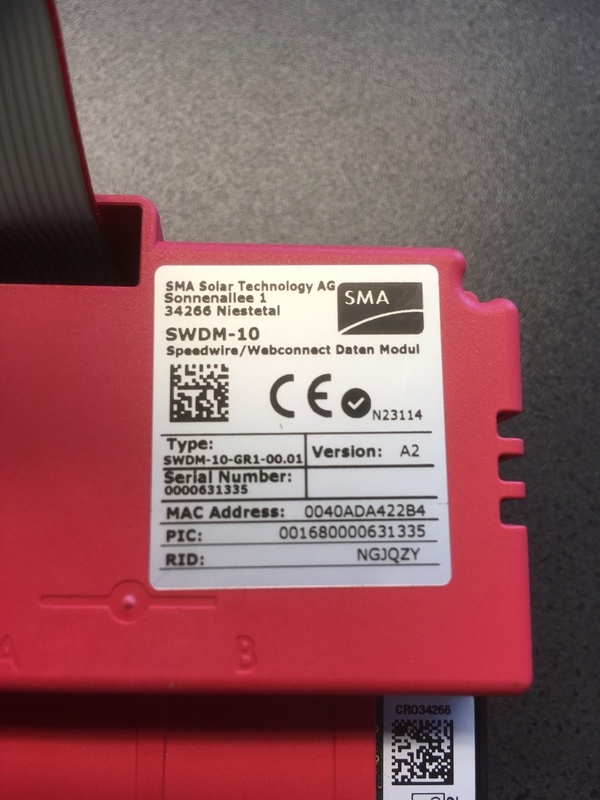 SMA Solar Technology AG
Sonnenallee 1
34266 Niestetal
SMA
SWDM-10
Speedwire/Webconnect Daten Modul
CE N23114
Type:
SWDM-10-GR1-00.01
Version: A2
Serial Number:
0000631335
MAC Address: 0040ADA422B4
PIC: 001680000631335
RID: NGJQZY
A B
CR034266